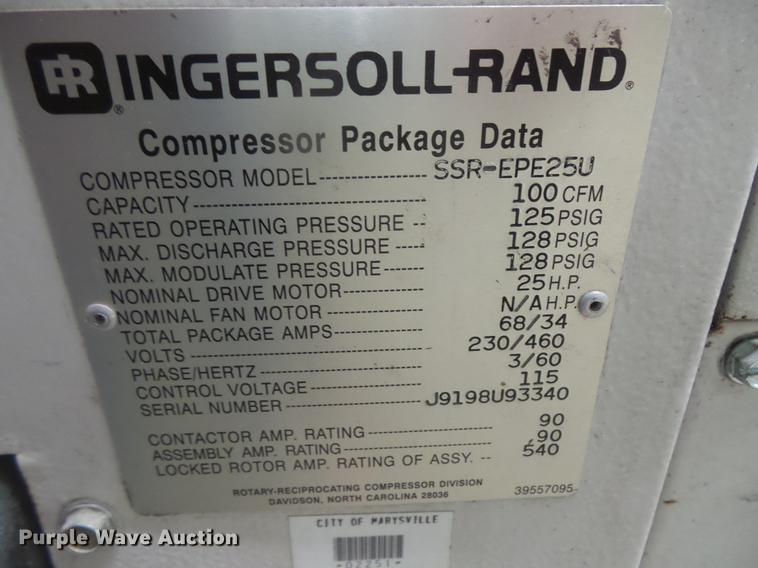 IR INGERSOLL-RAND®
Compressor Package Data
COMPRESSOR MODEL SSR-EPE25U
CAPACITY 100 CFM
RATED OPERATING PRESSURE 125 PSIG
MAX. DISCHARGE PRESSURE 128 PSIG
MAX. MODULATE PRESSURE 128 PSIG
NOMINAL DRIVE MOTOR 25 H.P.
NOMINAL FAN MOTOR N/A H.P.
TOTAL PACKAGE AMPS 68/34
VOLTS 230/460
PHASE/HERTZ 3/60
CONTROL VOLTAGE 115
SERIAL NUMBER J9198U93340
CONTACTOR AMP. RATING 90
ASSEMBLY AMP. RATING 90
LOCKED ROTOR AMP. RATING OF ASSY. -- 540
ROTARY-RECIPROCATING COMPRESSOR DIVISION
DAVIDSON, NORTH CAROLINA 28036 39557095
CITY OF MARYSVILLE
-02251-
Purple Wave Auction